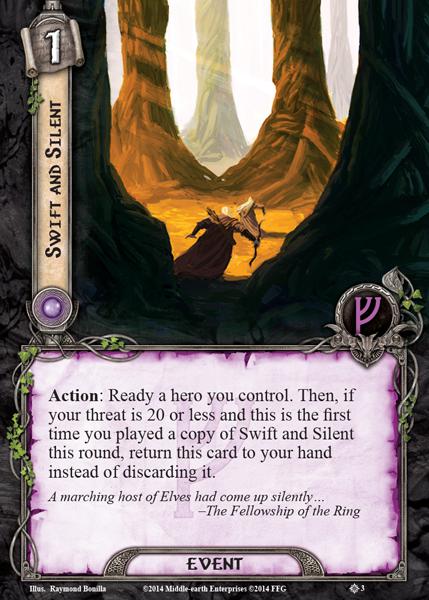 1
SWIFT AND SILENT
Action: Ready a hero you control. Then, if
your threat is 20 or less and this is the first
time you played a copy of Swift and Silent
this round, return this card to your hand
instead of discarding it.
A marching host of Elves had come up silently…
–The Fellowship of the Ring
EVENT
Illus. Raymond Bonilla ©2014 Middle-earth Enterprises ©2014 FFG 3